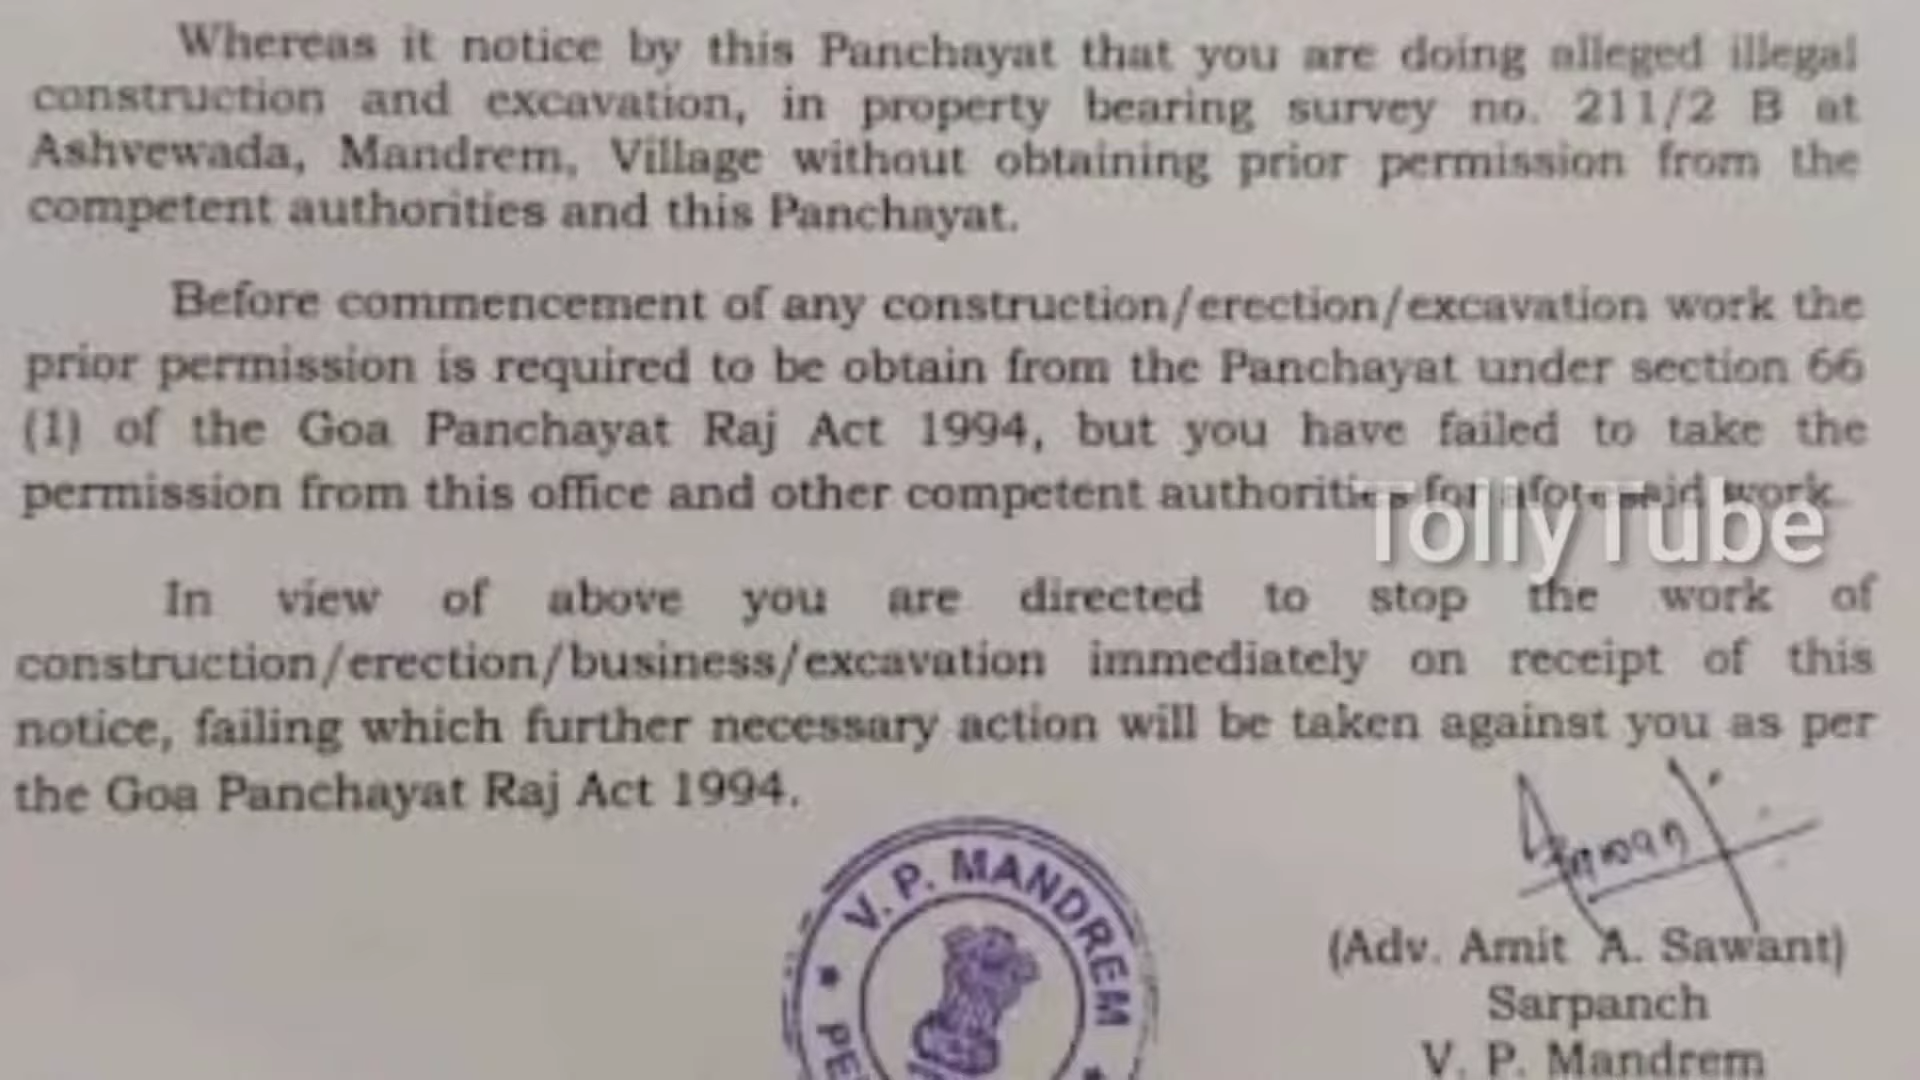 Whereas it notice by this Panchayat that you are doing alleged illegal
construction and excavation, in property bearing survey no. 211/2 B at
Ashvewada, Mandrem, Village without obtaining prior permission from the
competent authorities and this Panchayat.
Before commencement of any construction/erection/excavation work the
prior permission is required to be obtain from the Panchayat under section 66
(1) of the Goa Panchayat Raj Act 1994, but you have failed to take the
permission from this office and other competent authorities for aforesaid work.
TollyTube
In view of above you are directed to stop the work of
construction/erection/business/excavation immediately on receipt of this
notice, failing which further necessary action will be taken against you as per
the Goa Panchayat Raj Act 1994.
V. P. MANDREM
(Adv. Amit A. Sawant)
Sarpanch
V. P. Mandrem